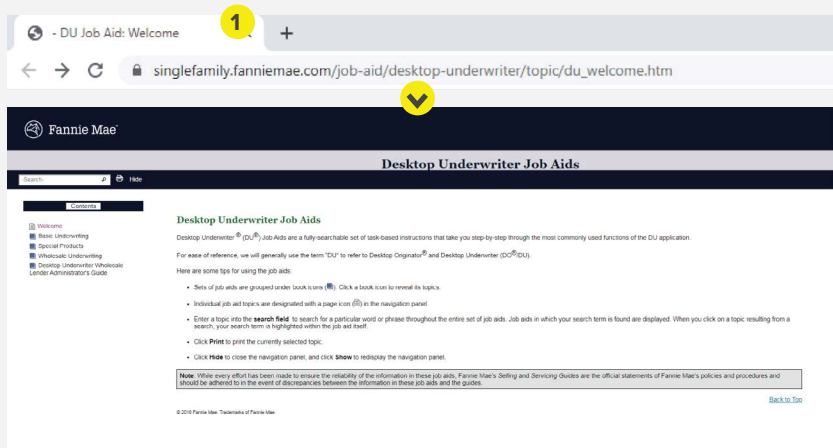 - DU Job Aid: Welcome
1
singlefamily.fanniemae.com/job-aid/desktop-underwriter/topic/du_welcome.htm
Fannie Mae®
Desktop Underwriter Job Aids
-Search-
Hide
Contents
Welcome
Basic Underwriting
Special Products
Wholesale Underwriting
Desktop Underwriter Wholesale
Lender Administrator's Guide
Desktop Underwriter Job Aids
Desktop Underwriter® (DU®) Job Aids are a fully-searchable set of task-based instructions that take you step-by-step through the most commonly used functions of the DU application.
For ease of reference, we will generally use the term "DU" to refer to Desktop Originator® and Desktop Underwriter (DO®/DU).
Here are some tips for using the job aids:
• Sets of job aids are grouped under book icons ( ). Click a book icon to reveal its topics.
• Individual job aid topics are designated with a page icon ( ) in the navigation panel.
• Enter a topic into the search field to search for a particular word or phrase throughout the entire set of job aids. Job aids in which your search term is found are displayed. When you click on a topic resulting from a
search, your search term is highlighted within the job aid itself.
• Click Print to print the currently selected topic.
• Click Hide to close the navigation panel, and click Show to redisplay the navigation panel.
Note: While every effort has been made to ensure the reliability of the information in these job aids, Fannie Mae's Selling and Servicing Guides are the official statements of Fannie Mae's policies and procedures and
should be adhered to in the event of discrepancies between the information in these job aids and the guides.
Back to Top
© 2016 Fannie Mae. Trademarks of Fannie Mae.